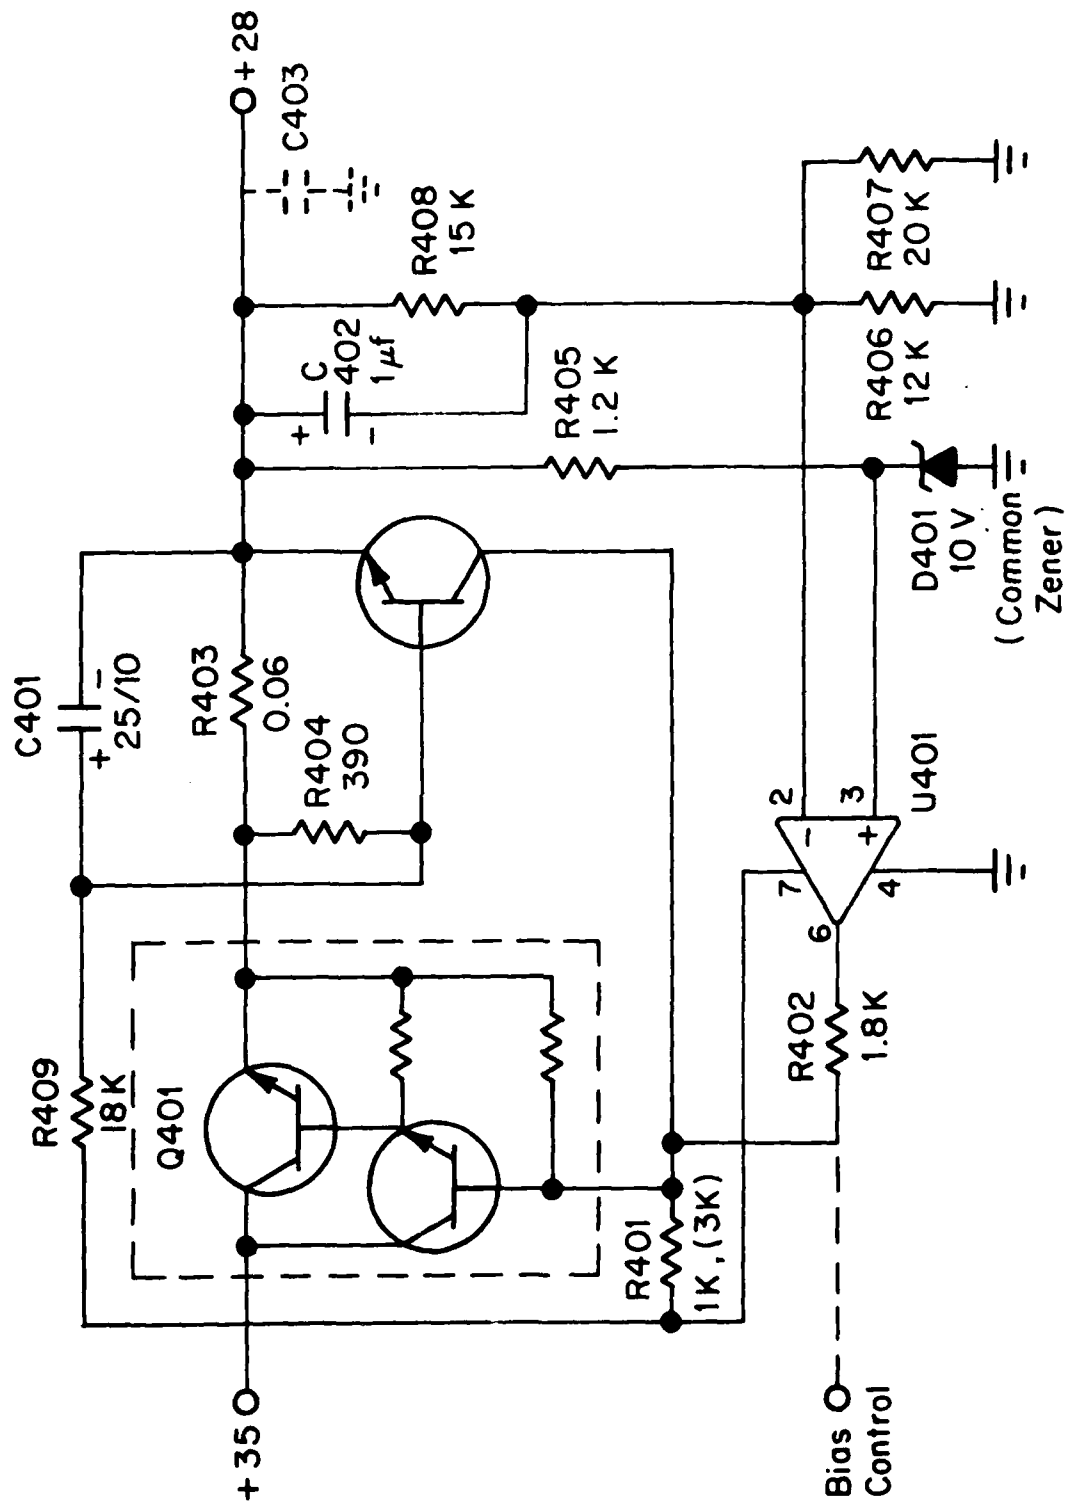 C401
+ -
25/10
R409
18K
Q401
R403
0.06
R404
390
+35
+28
C403
C
402
1µf
+
-
R408
15K
R405
1.2 K
R401
1K,(3K)
R402
1.8K
6
7
4
2
3
-
+
U401
D401
10V
(Common
Zener)
R406
12K
R407
20K
Bias
Control